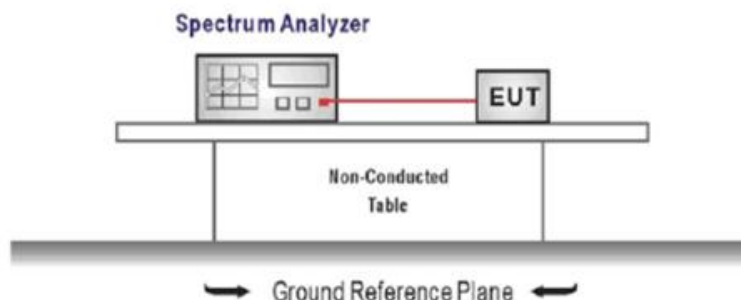 Spectrum Analyzer
EUT
Non-Conducted
Table
Ground Reference Plane